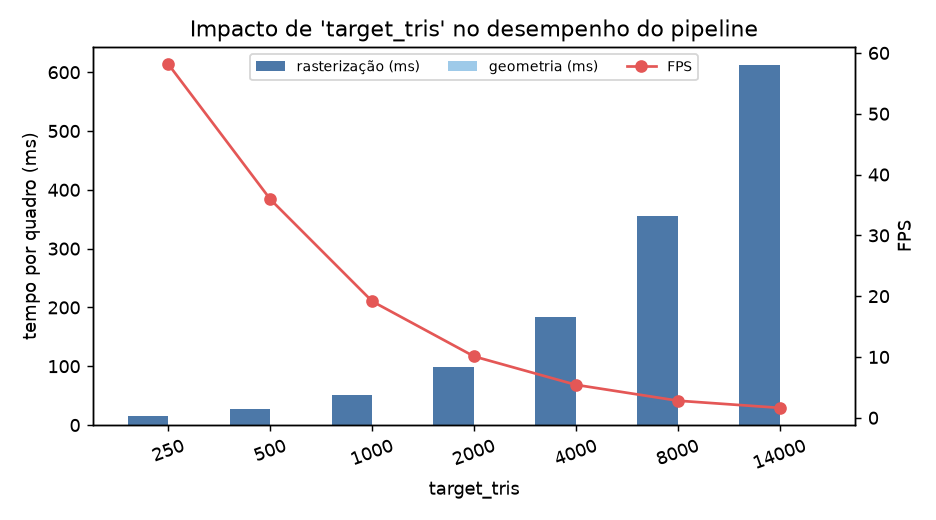 Impacto de 'target_tris' no desempenho do pipeline
rasterização (ms) geometria (ms) FPS
tempo por quadro (ms)
600
500
400
300
200
100
0
60
50
40
30
20
10
0
FPS
250 500 1000 2000 4000 8000 14000
target_tris